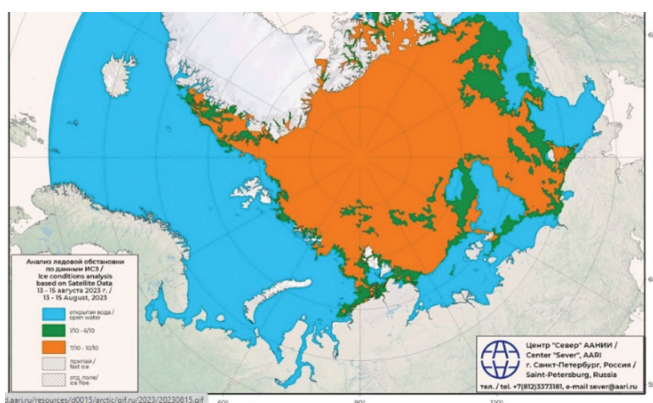 Анализ ледовой обстановки
по данным ИСЗ /
Ice conditions analysis
based on Satellite Data
13 - 15 августа 2023 г. /
13 - 15 August, 2023
открытая вода /
open water
1/10 - 6/10
7/10 - 10/10
припай /
fast ice
отд. поля /
ice floe
Центр "Север" ААНИИ /
Center "Sever", AARI
г. Санкт-Петербург, Россия /
Saint-Petersburg, Russia
тел. / tel. +7(812)3373181, e-mail sever@aari.ru
d.aari.ru/resources/d0015/arctic/gif.ru/2023/20230815.gif
60°
90°